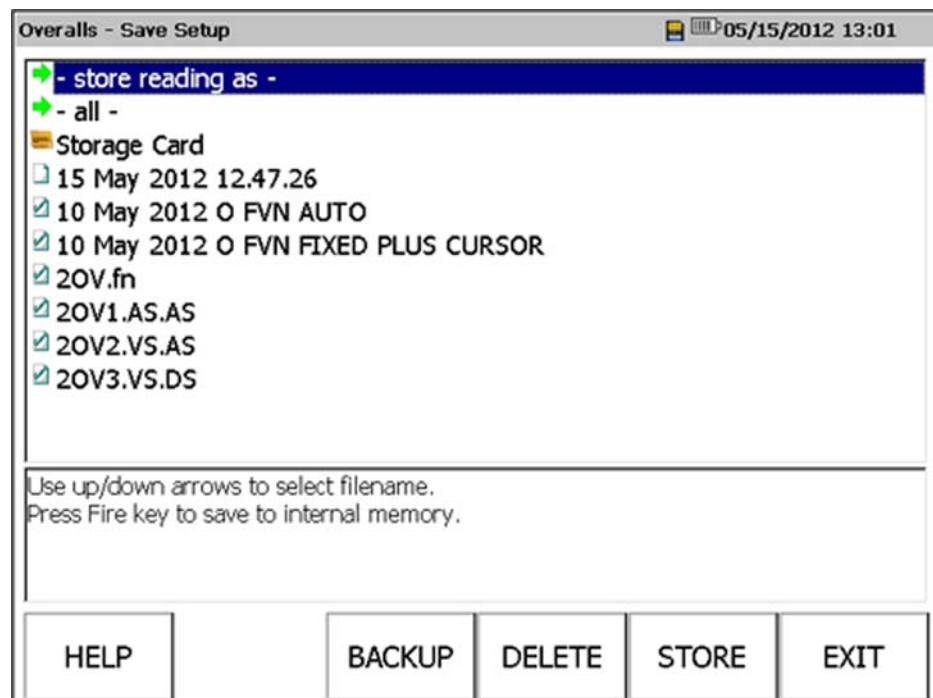 Overalls - Save Setup 05/15/2012 13:01
- store reading as -
- all -
Storage Card
15 May 2012 12.47.26
10 May 2012 O FVN AUTO
10 May 2012 O FVN FIXED PLUS CURSOR
2OV.fn
2OV1.AS.AS
2OV2.VS.AS
2OV3.VS.DS
Use up/down arrows to select filename.
Press Fire key to save to internal memory.
HELP BACKUP DELETE STORE EXIT